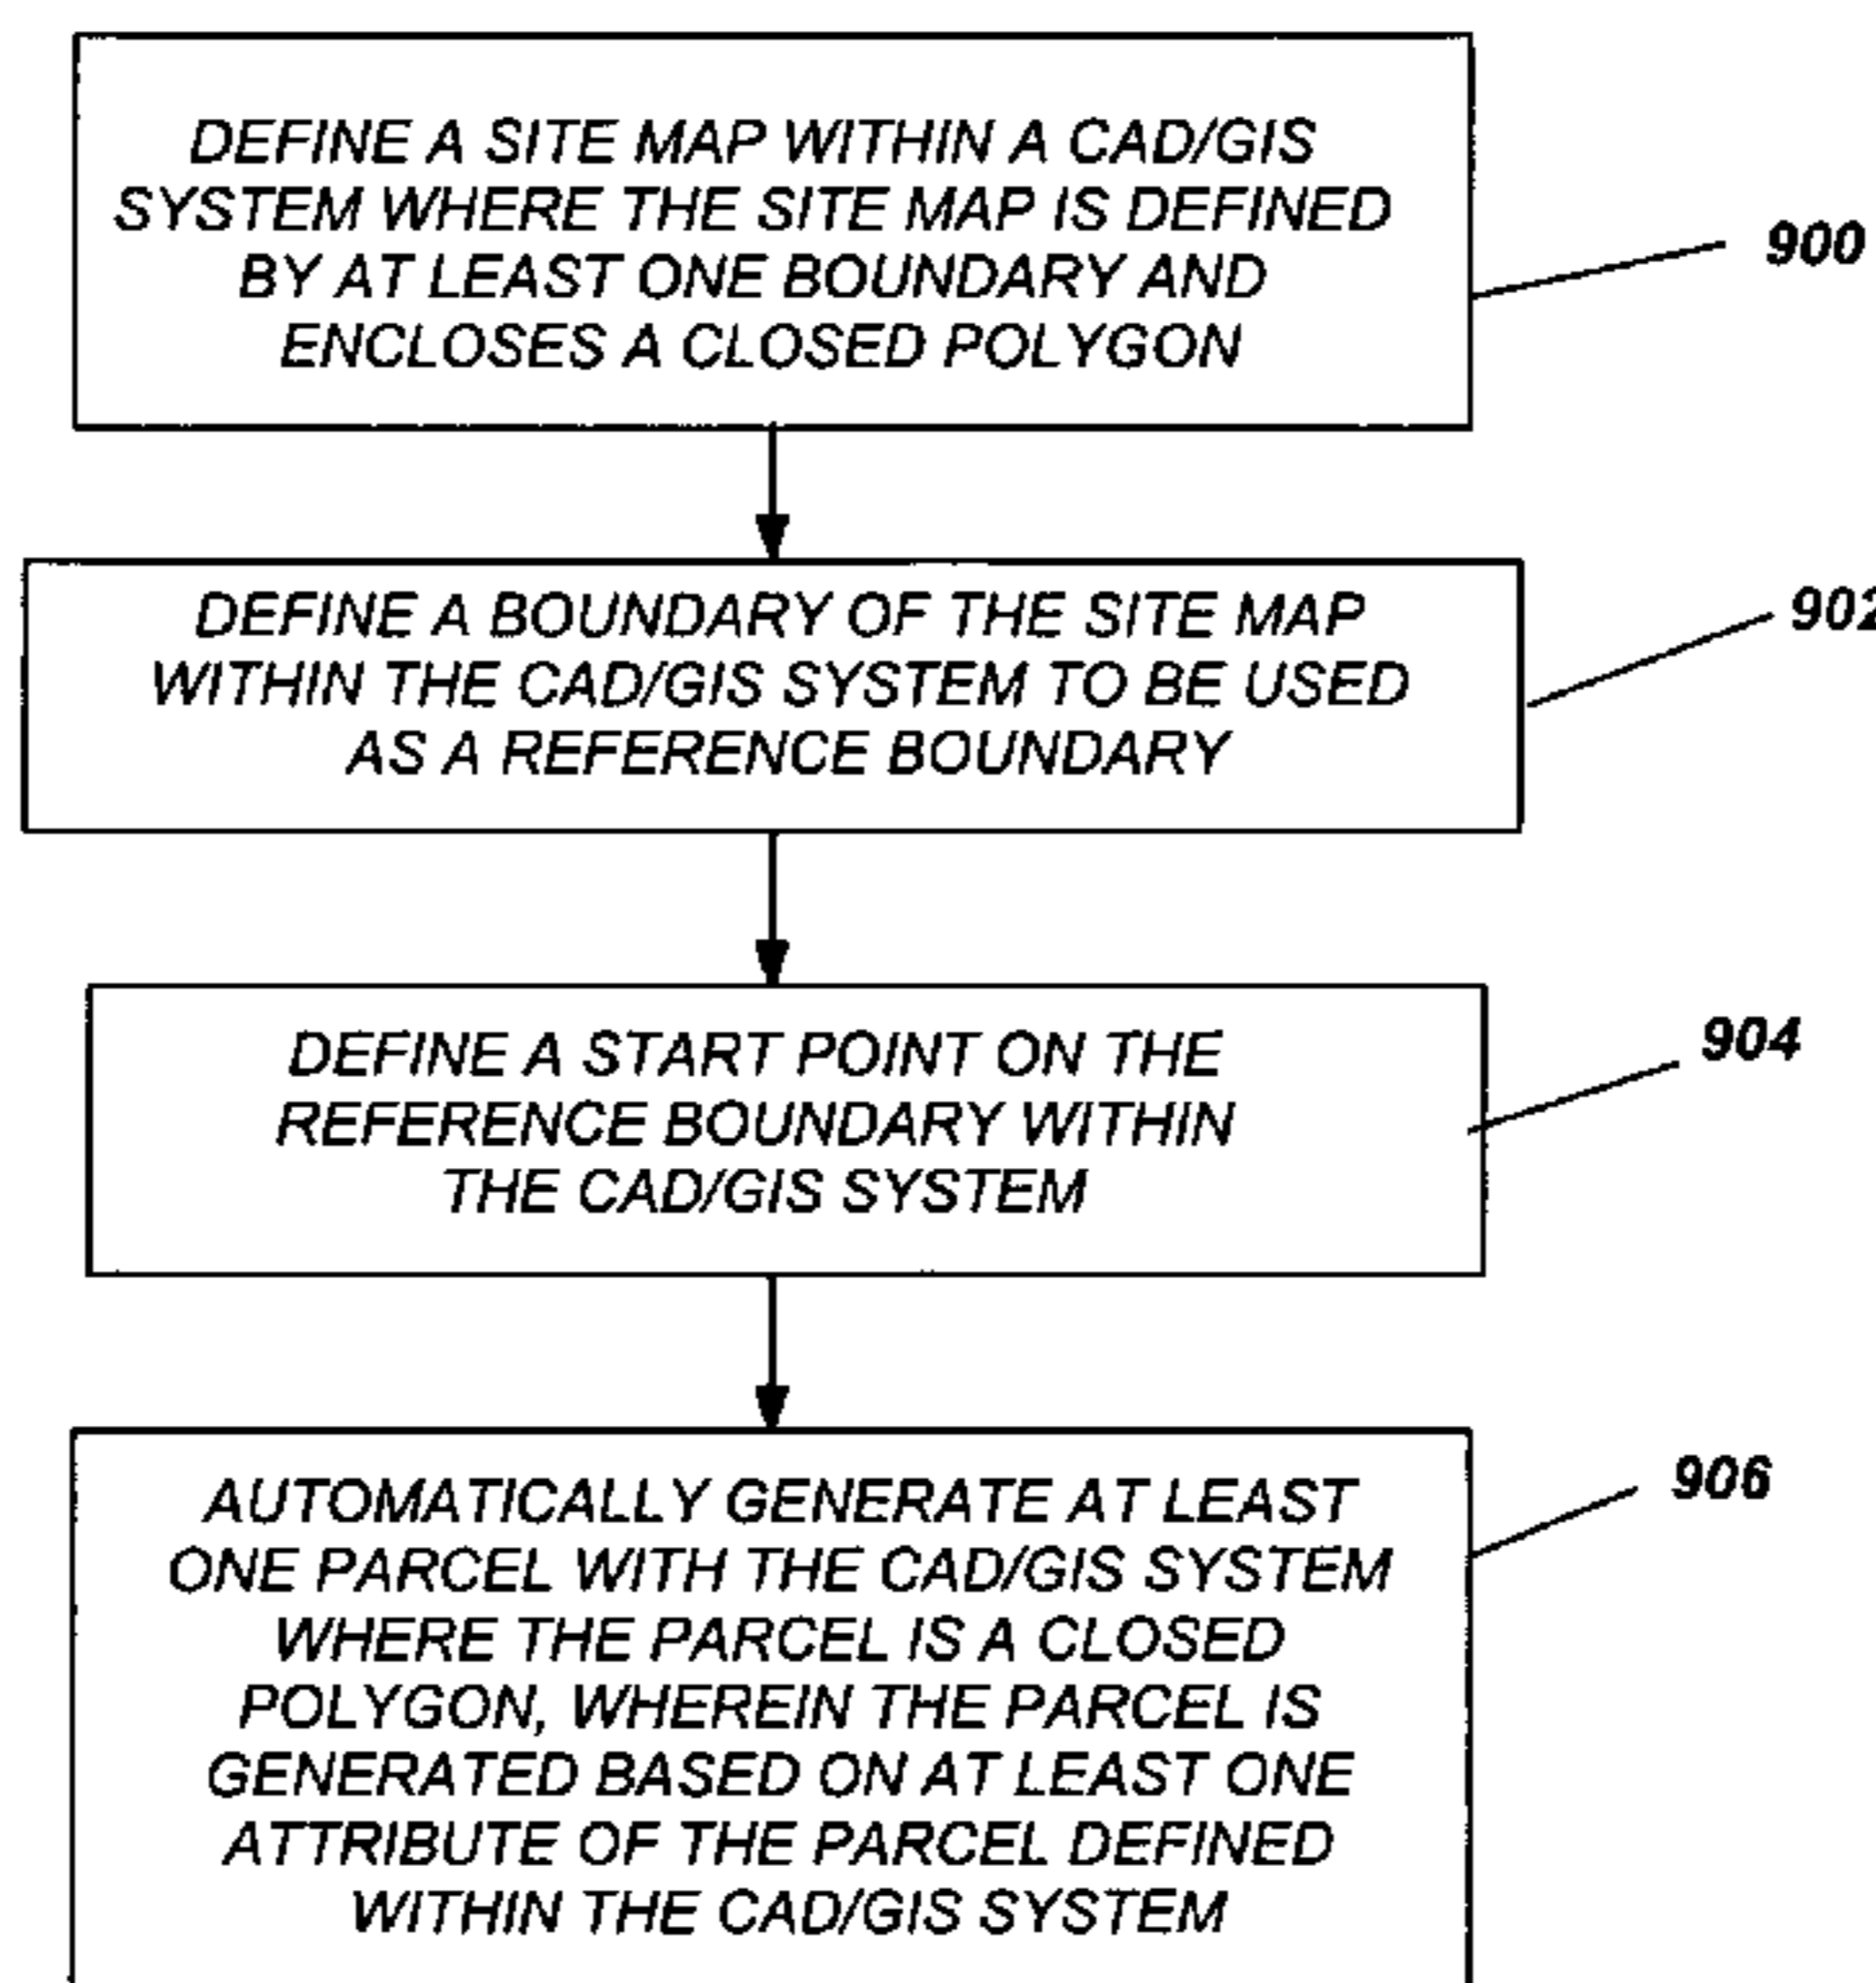 DEFINE A SITE MAP WITHIN A CAD/GIS
SYSTEM WHERE THE SITE MAP IS DEFINED
BY AT LEAST ONE BOUNDARY AND
ENCLOSES A CLOSED POLYGON
900
DEFINE A BOUNDARY OF THE SITE MAP
WITHIN THE CAD/GIS SYSTEM TO BE USED
AS A REFERENCE BOUNDARY
902
DEFINE A START POINT ON THE
REFERENCE BOUNDARY WITHIN
THE CAD/GIS SYSTEM
904
AUTOMATICALLY GENERATE AT LEAST
ONE PARCEL WITH THE CAD/GIS SYSTEM
WHERE THE PARCEL IS A CLOSED
POLYGON, WHEREIN THE PARCEL IS
GENERATED BASED ON AT LEAST ONE
ATTRIBUTE OF THE PARCEL DEFINED
WITHIN THE CAD/GIS SYSTEM
906